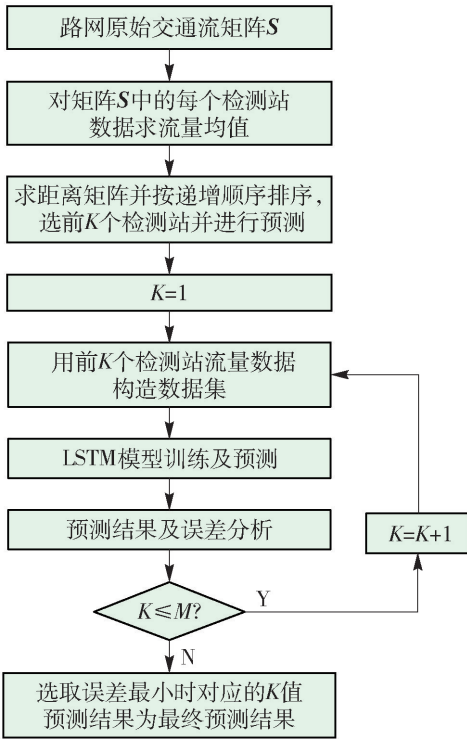 路网原始交通流矩阵S
对矩阵S中的每个检测站
数据求流量均值
求距离矩阵并按递增顺序排序,
选前K个检测站并进行预测
K=1
用前K个检测站流量数据
构造数据集
LSTM模型训练及预测
预测结果及误差分析
K=K+1
K≤M?
Y
N
选取误差最小时对应的K值
预测结果为最终预测结果